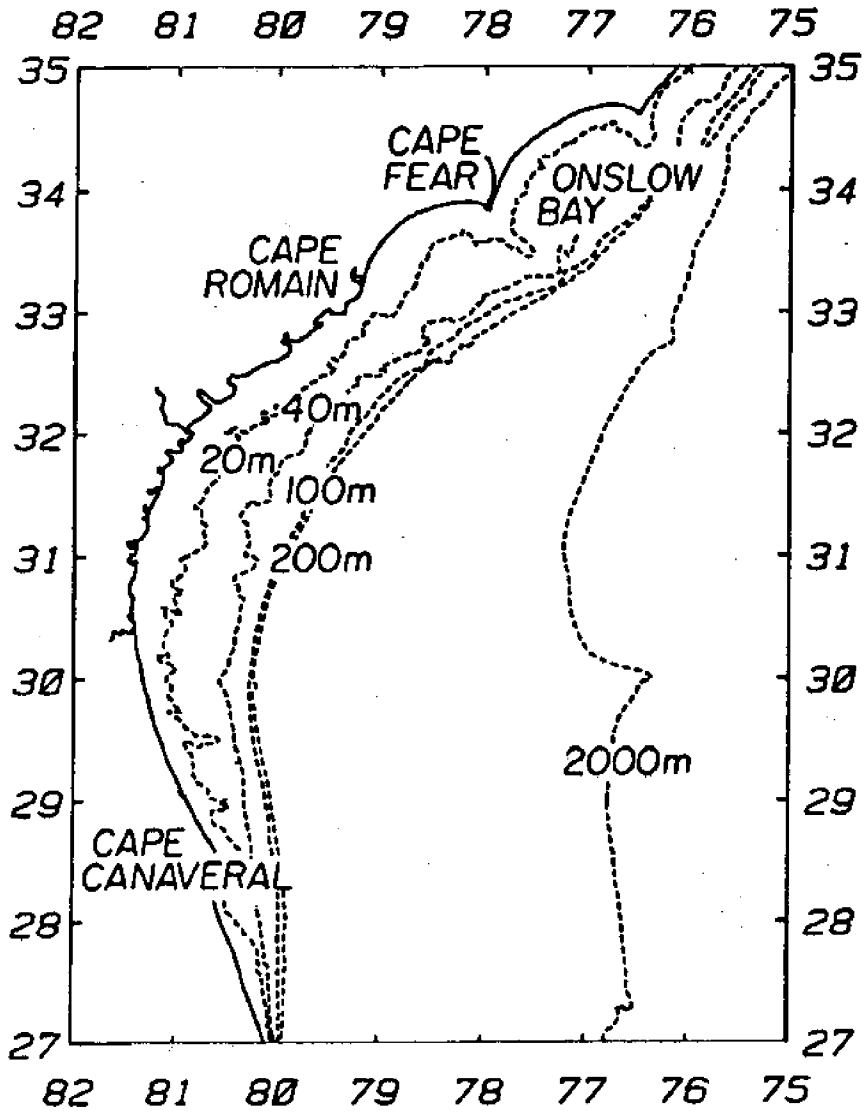 82 81 80 79 78 77 76 75
35 35
CAPE
FEAR
ONSLOW
BAY
34 34
CAPE
ROMAIN
33 33
40m
32 32
20m
100m
200m
31 31
30 30
2000m
29 29
CAPE
CANAVERAL
28 28
27 27
82 81 80 79 78 77 76 75